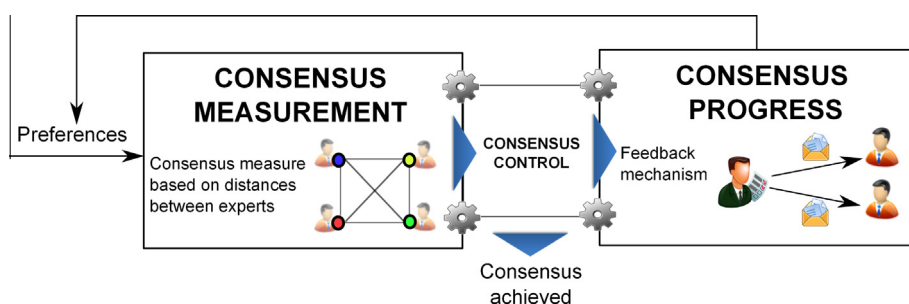 CONSENSUS
MEASUREMENT
Preferences
Consensus measure
based on distances
between experts
CONSENSUS
CONTROL
Consensus
achieved
CONSENSUS
PROGRESS
Feedback
mechanism